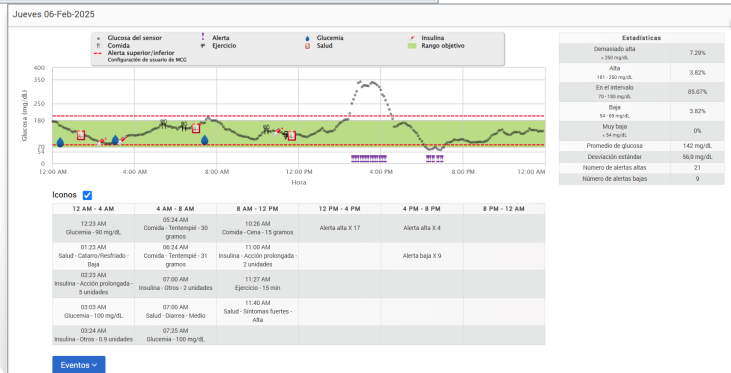 Jueves 06-Feb-2025
Glucosa del sensor
Alerta
Glucemia
Insulina
Comida
Ejercicio
Salud
Rango objetivo
Alerta superior/inferior
Configuración de usuario de MCG
Glucosa (mg/dL)
400
350
250
180
70
54
0
12:00 AM
4:00 AM
8:00 AM
12:00 PM
4:00 PM
8:00 PM
12:00 AM
Hora
Estadísticas
Demasiado alta
> 250 mg/dL
7.29%
Alta
181 - 250 mg/dL
3.82%
En el intervalo
70 - 180 mg/dL
85.07%
Baja
54 - 69 mg/dL
3.82%
Muy bajo
< 54 mg/dL
0%
Promedio de glucosa
142 mg/dL
Desviación estándar
56,9 mg/dL
Número de alertas altas
21
Número de alertas bajas
9
Iconos
12 AM - 4 AM
4 AM - 8 AM
8 AM - 12 PM
12 PM - 4 PM
4 PM - 8 PM
8 PM - 12 AM
12:23 AM
Glucemia - 90 mg/dL
05:24 AM
Comida - Tentempié - 30
gramos
10:26 AM
Comida - Cena - 15 gramos
Alerta alta X 17
Alerta alta X 4
01:23 AM
Salud - Catarro/Resfriado -
Baja
06:24 AM
Comida - Tentempié - 31
gramos
11:00 AM
Insulina - Acción prolongada -
2 unidades
Alerta baja X 9
02:23 AM
Insulina - Acción prolongada -
5 unidades
07:00 AM
Insulina - Otros - 2 unidades
11:27 AM
Ejercicio - 15 min
03:03 AM
Glucemia - 100 mg/dL
07:00 AM
Salud - Diarrea - Medio
11:40 AM
Salud - Síntomas fuertes -
Alta
03:24 AM
Insulina - Otros - 0.9 unidades
07:25 AM
Glucemia - 100 mg/dL
Eventos